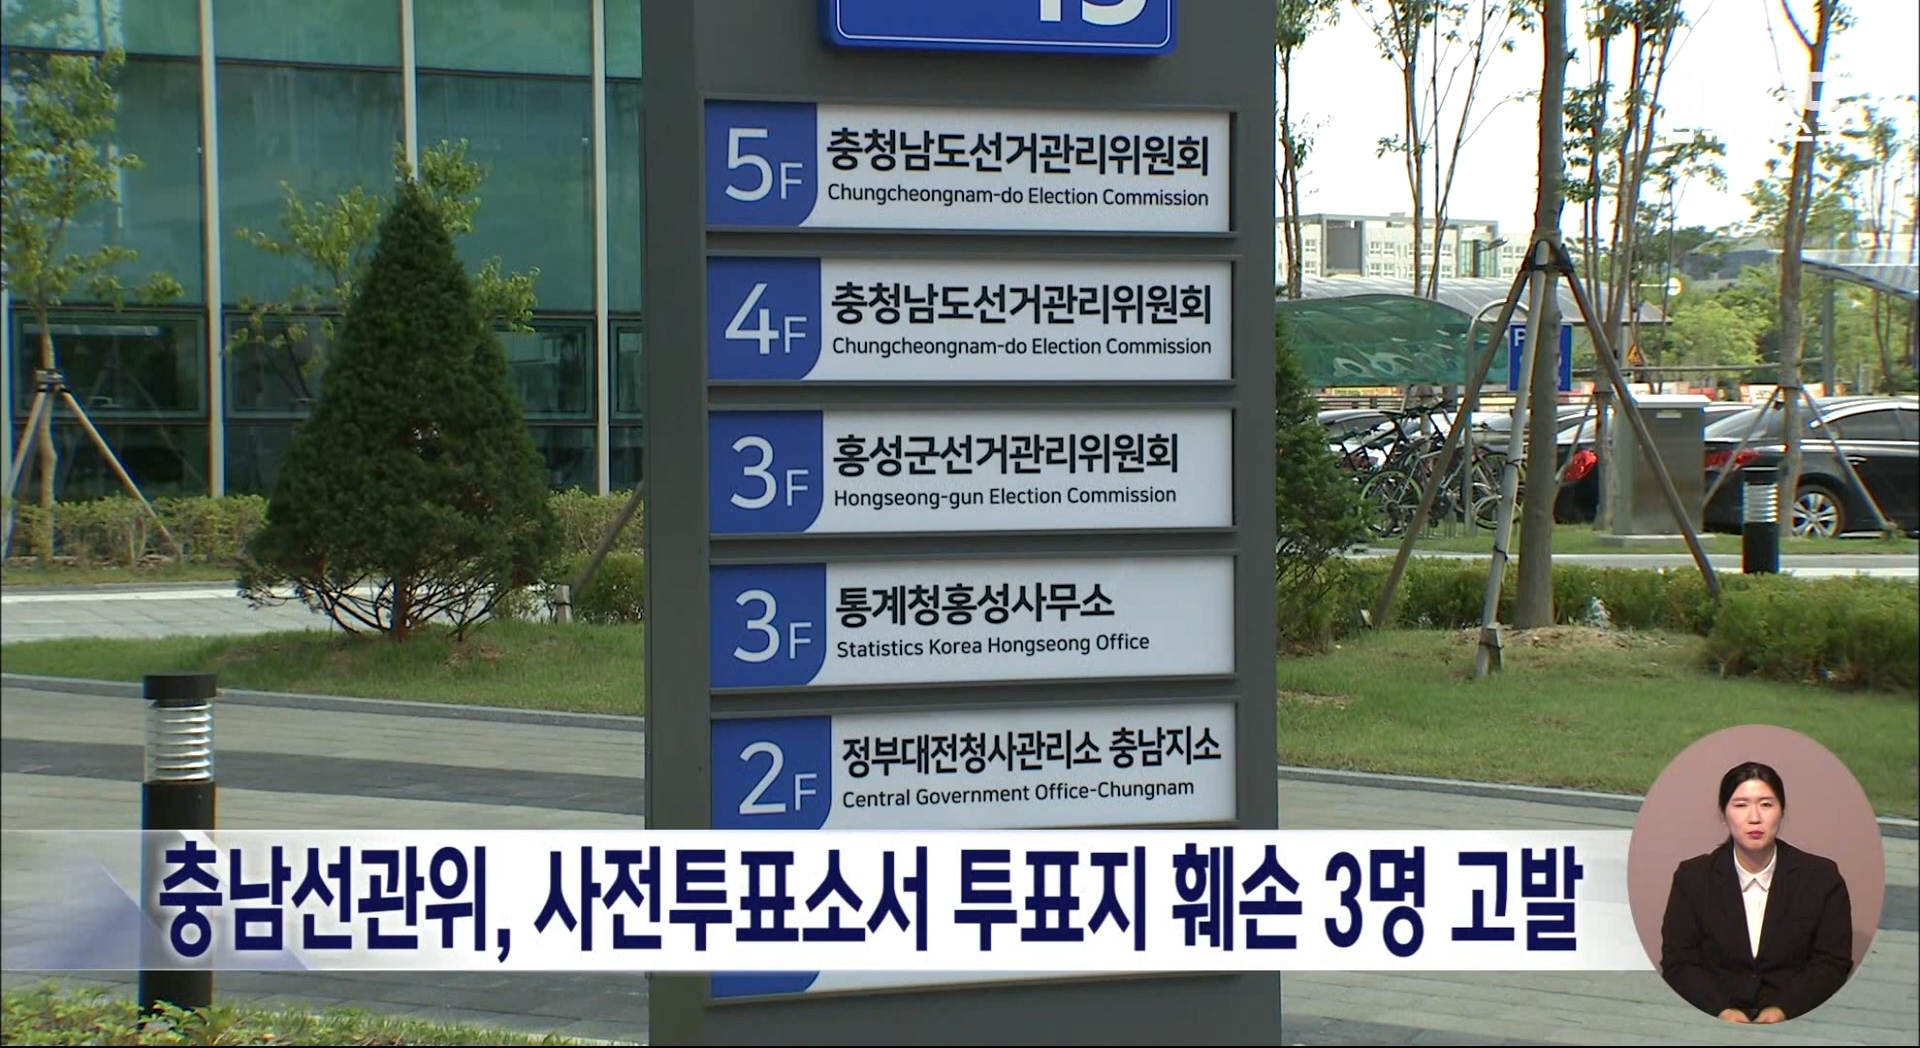 5F
충청남도선거관리위원회
Chungcheongnam-do Election Commission
4F
충청남도선거관리위원회
Chungcheongnam-do Election Commission
3F
홍성군선거관리위원회
Hongseong-gun Election Commission
3F
통계청홍성사무소
Statistics Korea Hongseong Office
2F
정부대전청사관리소 충남지소
Central Government Office-Chungnam
충남선관위, 사전투표소서 투표지 훼손 3명 고발